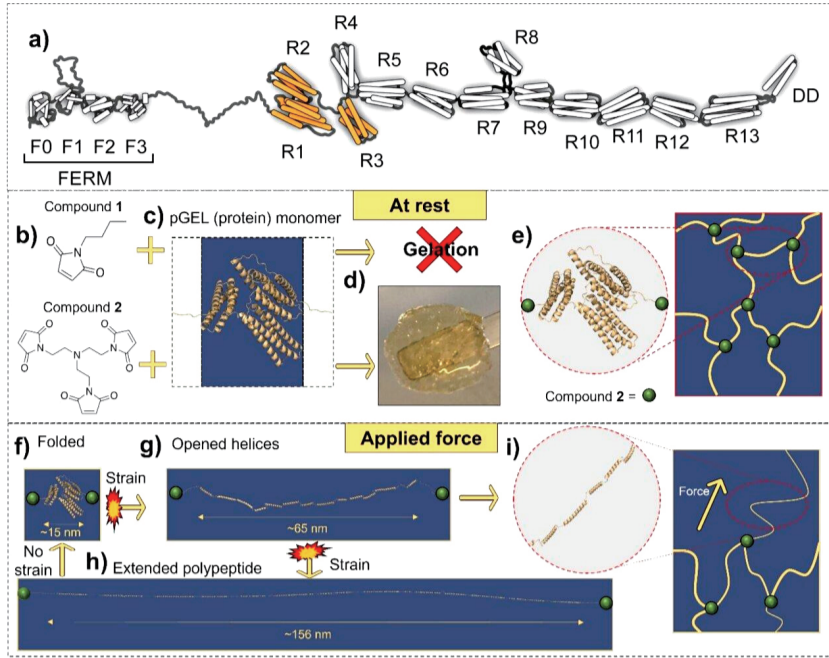 a)
R4
R2
R5
R6
R8
R1
R3
R7
R9
R10
R11
R12
R13
DD
F0 F1 F2 F3
FERM
At rest
Compound 1
b)
c) pGEL (protein) monomer
Gelation
d)
e)
O
N
O
Compound 2
O
N
O
N
O
N
O
N
O
O
Compound 2 =
Applied force
f) Folded
g) Opened helices
i)
Strain
~15 nm
~65 nm
Force
No
strain
h) Extended polypeptide
Strain
~156 nm